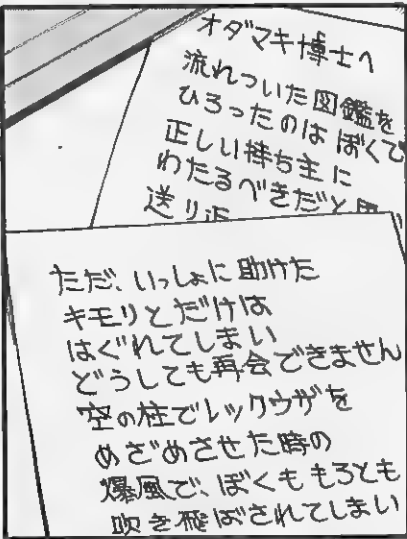 オダマキ博士へ
流れついた図鑑を
ひろったのは ぼくで
正しい持ち主に
わたるべきだと
送り
ただ、いっしょに助けた
キモリとだけは
はぐれてしまい
どうしても再会できません
空の柱でレックウザを
めざめさせた時の
爆風で、ぼくももろとも
吹き飛ばされてしまい